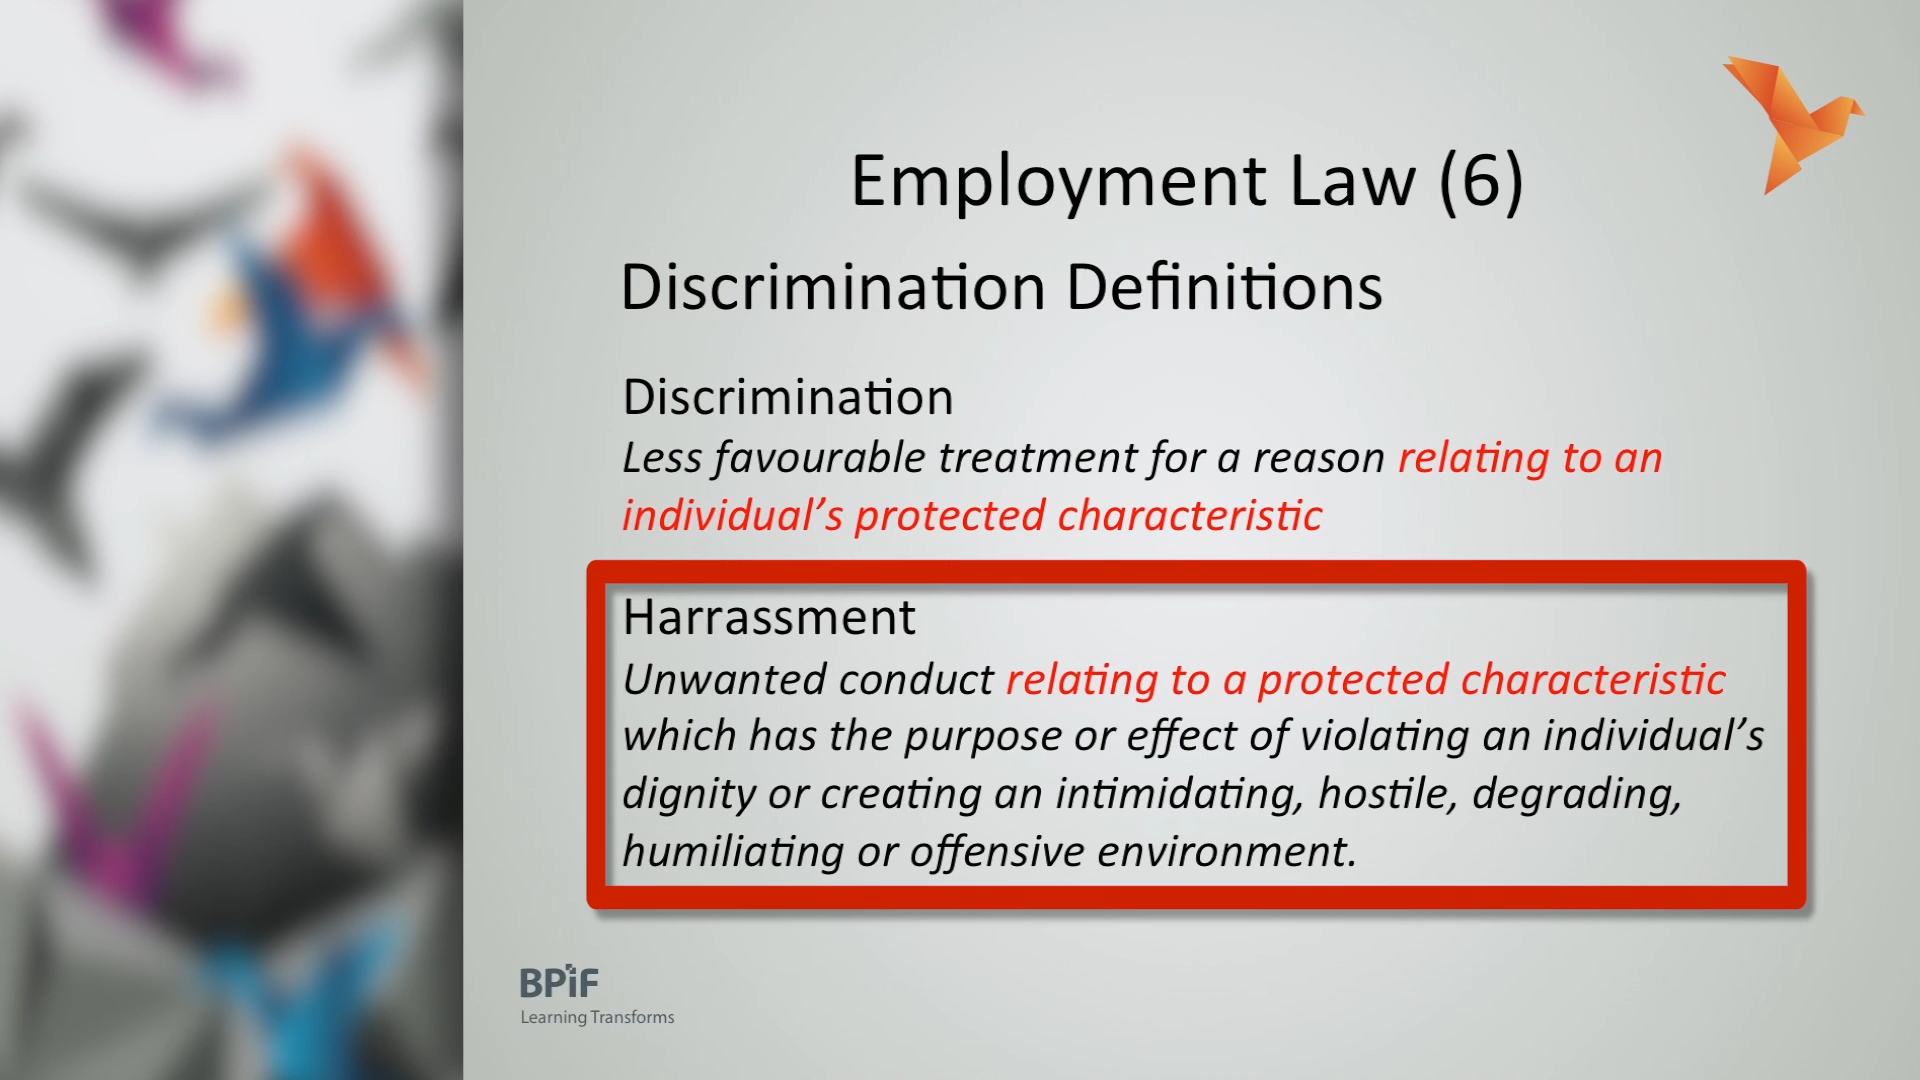 Employment Law (6)
Discrimination Definitions
Discrimination
Less favourable treatment for a reason relating to an
individual’s protected characteristic
Harrassment
Unwanted conduct relating to a protected characteristic
which has the purpose or effect of violating an individual’s
dignity or creating an intimidating, hostile, degrading,
humiliating or offensive environment.
BPiF
Learning Transforms